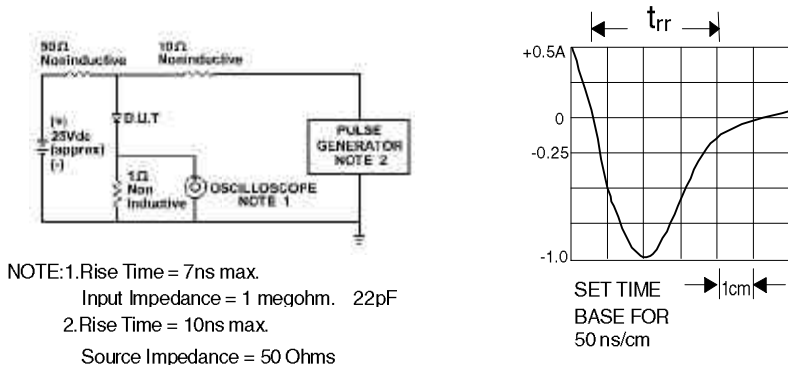 50Ω
Noninductive
10Ω
Noninductive
D.U.T
(+)
25Vdc
(approx)
(-)
1Ω
Non
Inductive
OSCILLOSCOPE
NOTE 1
PULSE
GENERATOR
NOTE 2
NOTE:1.Rise Time = 7ns max.
Input Impedance = 1 megohm. 22pF
2.Rise Time = 10ns max.
Source Impedance = 50 Ohms
trr
+0.5A
0
-0.25
-1.0
1cm
SET TIME
BASE FOR
50 ns/cm